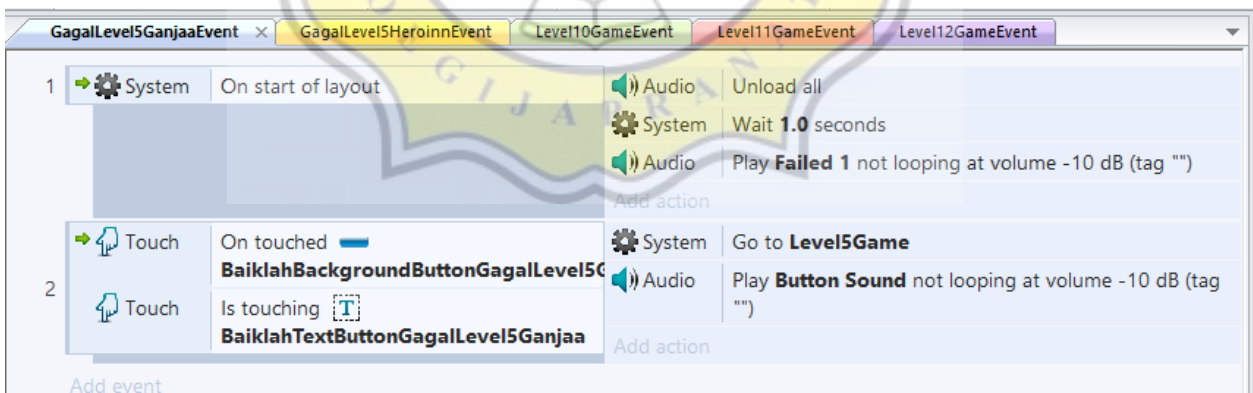 GagalLevel5GanjaaEvent × GagalLevel5HeroinnEvent Level10GameEvent Level11GameEvent Level12GameEvent
1 System On start of layout Audio Unload all
System Wait 1.0 seconds
Audio Play Failed 1 not looping at volume -10 dB (tag "")
Add action
2 Touch On touched BaiklahBackgroundButtonGagalLevel5G
Touch Is touching T BaiklahTextButtonGagalLevel5Ganjaa
System Go to Level5Game
Audio Play Button Sound not looping at volume -10 dB (tag
"")
Add action
Add event
GIJAPRAN